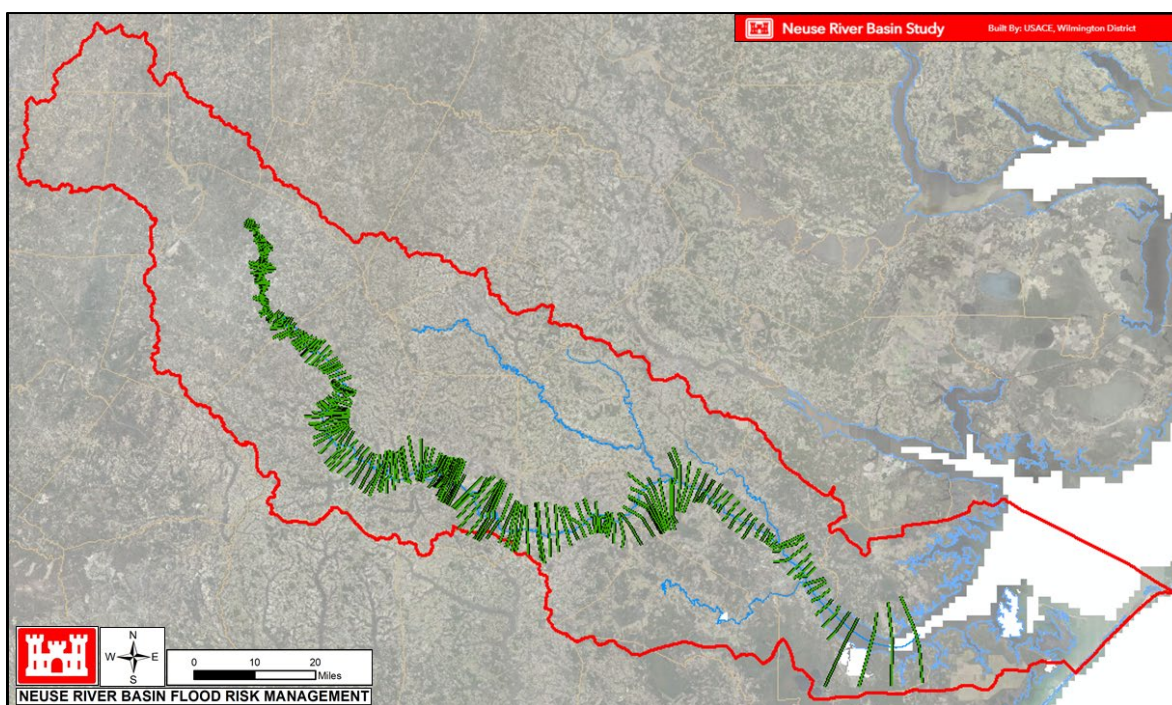 Neuse River Basin Study Built By: USACE, Wilmington District
N
W E
S
0 10 20
Miles
NEUSE RIVER BASIN FLOOD RISK MANAGEMENT